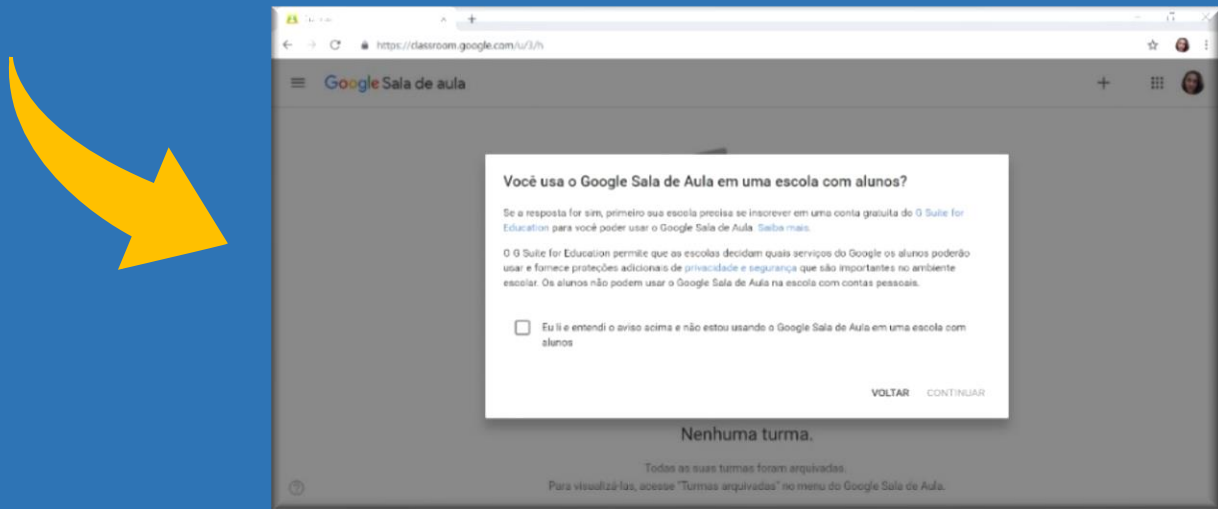 https://classroom.google.com/u/3/h
Google Sala de aula
Você usa o Google Sala de Aula em uma escola com alunos?
Se a resposta for sim, primeiro sua escola precisa se inscrever em uma conta gratuita do G Suite for
Education para você poder usar o Google Sala de Aula. Saiba mais.
O G Suite for Education permite que as escolas decidam quais serviços do Google os alunos poderão
usar e fornece proteções adicionais de privacidade e segurança que são importantes no ambiente
escolar. Os alunos não podem usar o Google Sala de Aula na escola com contas pessoais.
Eu li e entendi o aviso acima e não estou usando o Google Sala de Aula em uma escola com
alunos
VOLTAR CONTINUAR
Nenhuma turma.
Todas as suas turmas foram arquivadas.
Para visualizá-las, acesse "Turmas arquivadas" no menu do Google Sala de Aula.